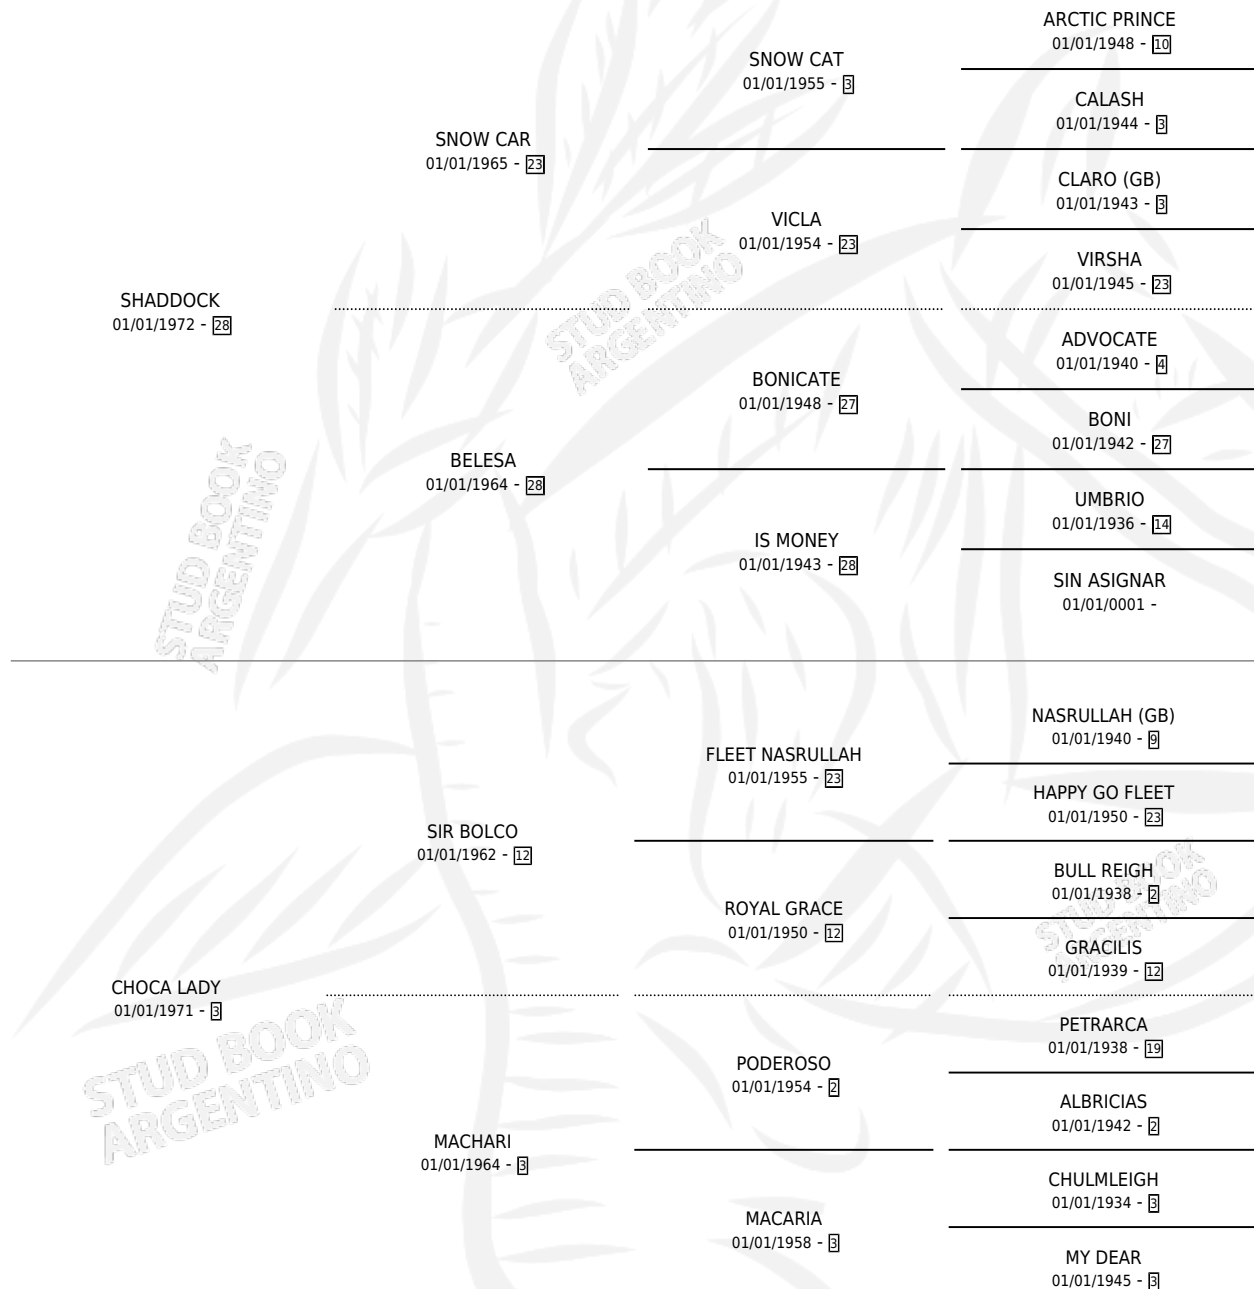 ARCTIC PRINCE
01/01/1948 - 10
SNOW CAT
01/01/1955 - 3
CALASH
01/01/1944 - 3
SNOW CAR
01/01/1965 - 23
CLARO (GB)
01/01/1943 - 3
VICLA
01/01/1954 - 23
VIRSHA
01/01/1945 - 23
SHADDOCK
01/01/1972 - 28
ADVOCATE
01/01/1940 - 4
BONICATE
01/01/1948 - 27
BONI
01/01/1942 - 27
BELESA
01/01/1964 - 28
UMBRIO
01/01/1936 - 14
IS MONEY
01/01/1943 - 28
SIN ASIGNAR
01/01/0001 -
STUD BOOK
ARGENTINO
STUD BOOK
ARGENTINO
NASRULLAH (GB)
01/01/1940 - 9
FLEET NASRULLAH
01/01/1955 - 23
HAPPY GO FLEET
01/01/1950 - 23
SIR BOLCO
01/01/1962 - 12
BULL REIGH
01/01/1938 - 2
ROYAL GRACE
01/01/1950 - 12
GRACILIS
01/01/1939 - 12
STUD BOOK
ARGENTINO
CHOCA LADY
01/01/1971 - 3
PETRARCA
01/01/1938 - 19
PODEROSO
01/01/1954 - 2
ALBRICIAS
01/01/1942 - 2
MACHARI
01/01/1964 - 3
CHULMLEIGH
01/01/1934 - 3
MACARIA
01/01/1958 - 3
MY DEAR
01/01/1945 - 3
STUD BOOK
ARGENTINO